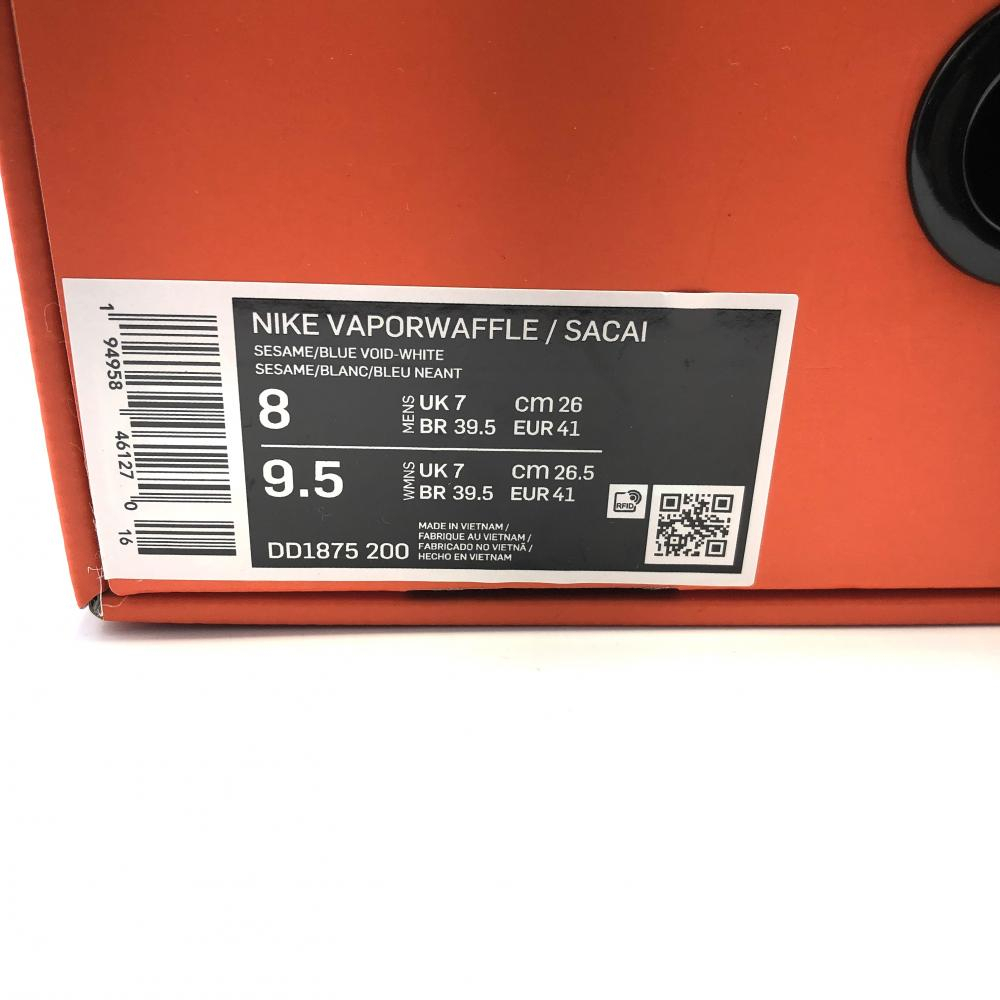 NIKE VAPORWAFFLE / SACAI
SESAME/BLUE VOID-WHITE
SESAME/BLANC/BLEU NEANT
8 MENS UK 7 cm 26
BR 39.5 EUR 41
9.5 WMNS UK 7 cm 26.5
BR 39.5 EUR 41
DD1875 200
MADE IN VIETNAM /
FABRIQUE AU VIETNAM /
FABRICADO NO VIETNÃ /
HECHO EN VIETNAM
RFID
1 94958 46127 0 16